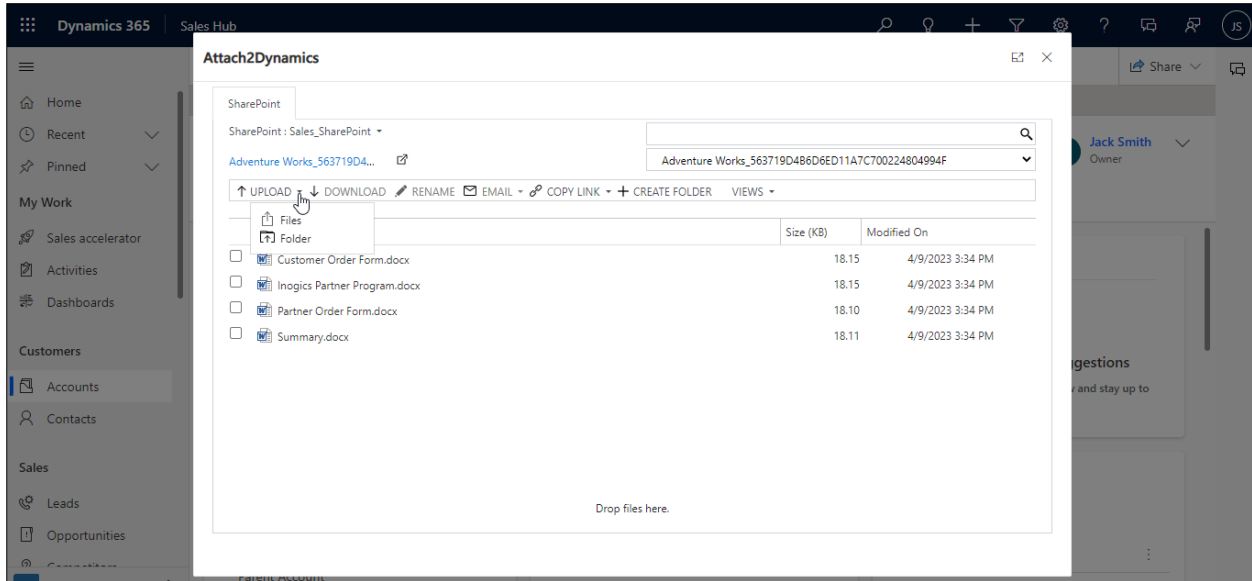 Dynamics 365 Sales Hub JS
Attach2Dynamics
Share
SharePoint
Home
SharePoint : Sales_SharePoint
Recent
Jack Smith
Owner
Adventure Works_563719D4... Adventure Works_563719D4B6D6ED11A7C700224804994F
Pinned
UPLOAD DOWNLOAD RENAME EMAIL COPY LINK CREATE FOLDER VIEWS
My Work
Files
Folder
Size (KB) Modified On
Sales accelerator
Customer Order Form.docx 18.15 4/9/2023 3:34 PM
Activities
Inogics Partner Program.docx 18.15 4/9/2023 3:34 PM
Dashboards
Partner Order Form.docx 18.10 4/9/2023 3:34 PM
Summary.docx 18.11 4/9/2023 3:34 PM
Customers
Accounts
Contacts
and stay up to
Sales
Leads
Drop files here.
Opportunities
Parent Account